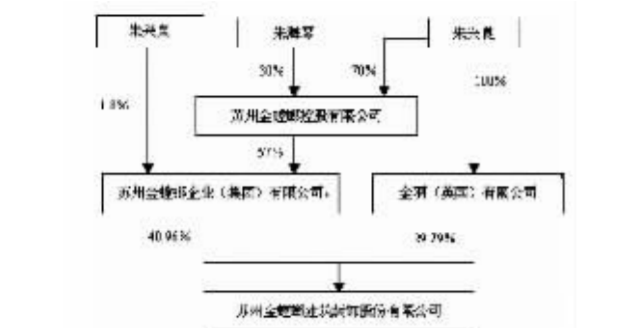 朱兴良 朱海琴 朱兴良
30% 70% 100%
苏州金螳螂控股有限公司
苏州金螳螂企业（集团）有限公司 金羽（英国）有限公司
40.96%
苏州金螳螂建筑装饰股份有限公司